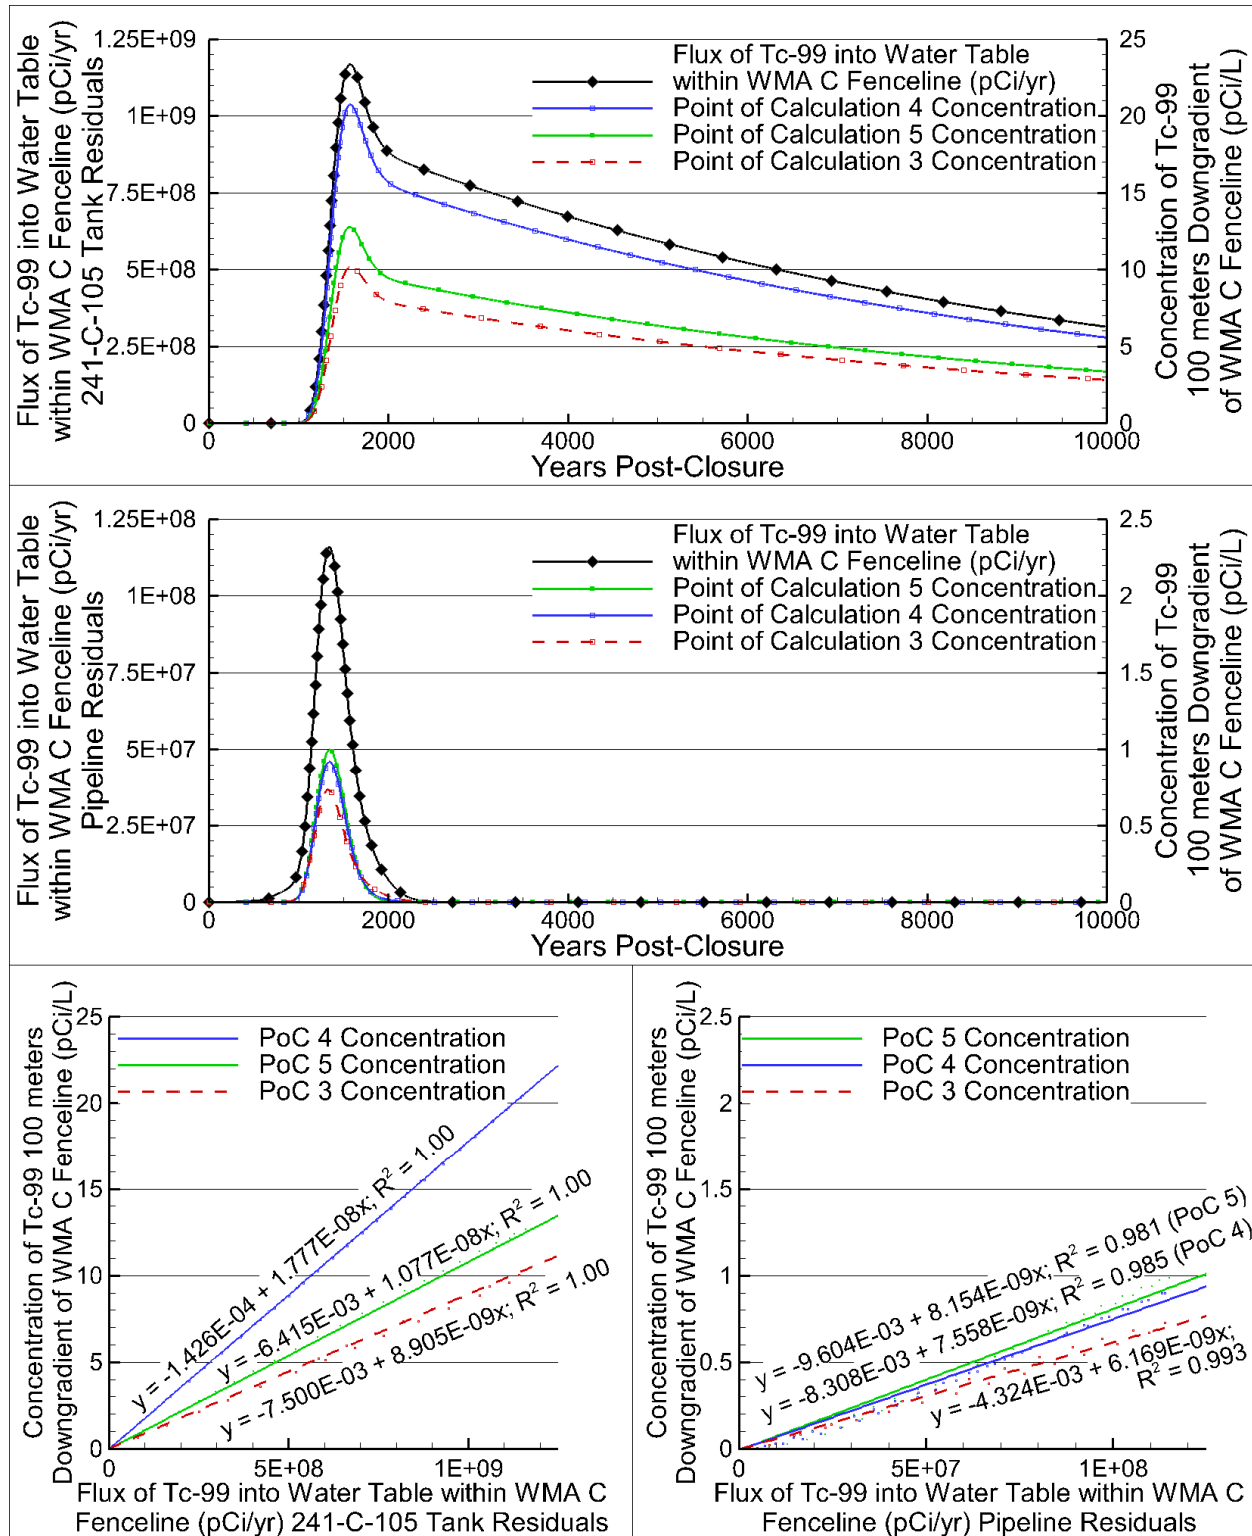 Flux of Tc-99 into Water Table
within WMA C Fenceline (pCi/yr)
241-C-105 Tank Residuals
1.25E+09
1E+09
7.5E+08
5E+08
2.5E+08
0
Flux of Tc-99 into Water Table
within WMA C Fenceline (pCi/yr)
Point of Calculation 4 Concentration
Point of Calculation 5 Concentration
Point of Calculation 3 Concentration
25
20
15
10
5
0
Concentration of Tc-99
100 meters Downgradient
of WMA C Fenceline (pCi/L)
0 2000 4000 6000 8000 10000
Years Post-Closure
Flux of Tc-99 into Water Table
within WMA C Fenceline (pCi/yr)
Pipeline Residuals
1.25E+08
1E+08
7.5E+07
5E+07
2.5E+07
0
Flux of Tc-99 into Water Table
within WMA C Fenceline (pCi/yr)
Point of Calculation 5 Concentration
Point of Calculation 4 Concentration
Point of Calculation 3 Concentration
2.5
2
1.5
1
0.5
0
Concentration of Tc-99
100 meters Downgradient
of WMA C Fenceline (pCi/L)
0 2000 4000 6000 8000 10000
Years Post-Closure
Concentration of Tc-99 100 meters
Downgradient of WMA C Fenceline (pCi/L)
25
20
15
10
5
0
PoC 4 Concentration
PoC 5 Concentration
PoC 3 Concentration
y = -1.426E-04 + 1.777E-08x; R² = 1.00
y = -6.415E-03 + 1.077E-08x; R² = 1.00
y = -7.500E-03 + 8.905E-09x; R² = 1.00
0 5E+08 1E+09
Flux of Tc-99 into Water Table within WMA C
Fenceline (pCi/yr) 241-C-105 Tank Residuals
Concentration of Tc-99 100 meters
Downgradient of WMA C Fenceline (pCi/L)
2.5
2
1.5
1
0.5
0
PoC 5 Concentration
PoC 4 Concentration
PoC 3 Concentration
y = -9.604E-03 + 8.154E-09x; R² = 0.981 (PoC 5)
y = -8.308E-03 + 7.558E-09x; R² = 0.985 (PoC 4)
y = -4.324E-03 + 6.169E-09x;
R² = 0.993
0 5E+07 1E+08
Flux of Tc-99 into Water Table within WMA C
Fenceline (pCi/yr) Pipeline Residuals